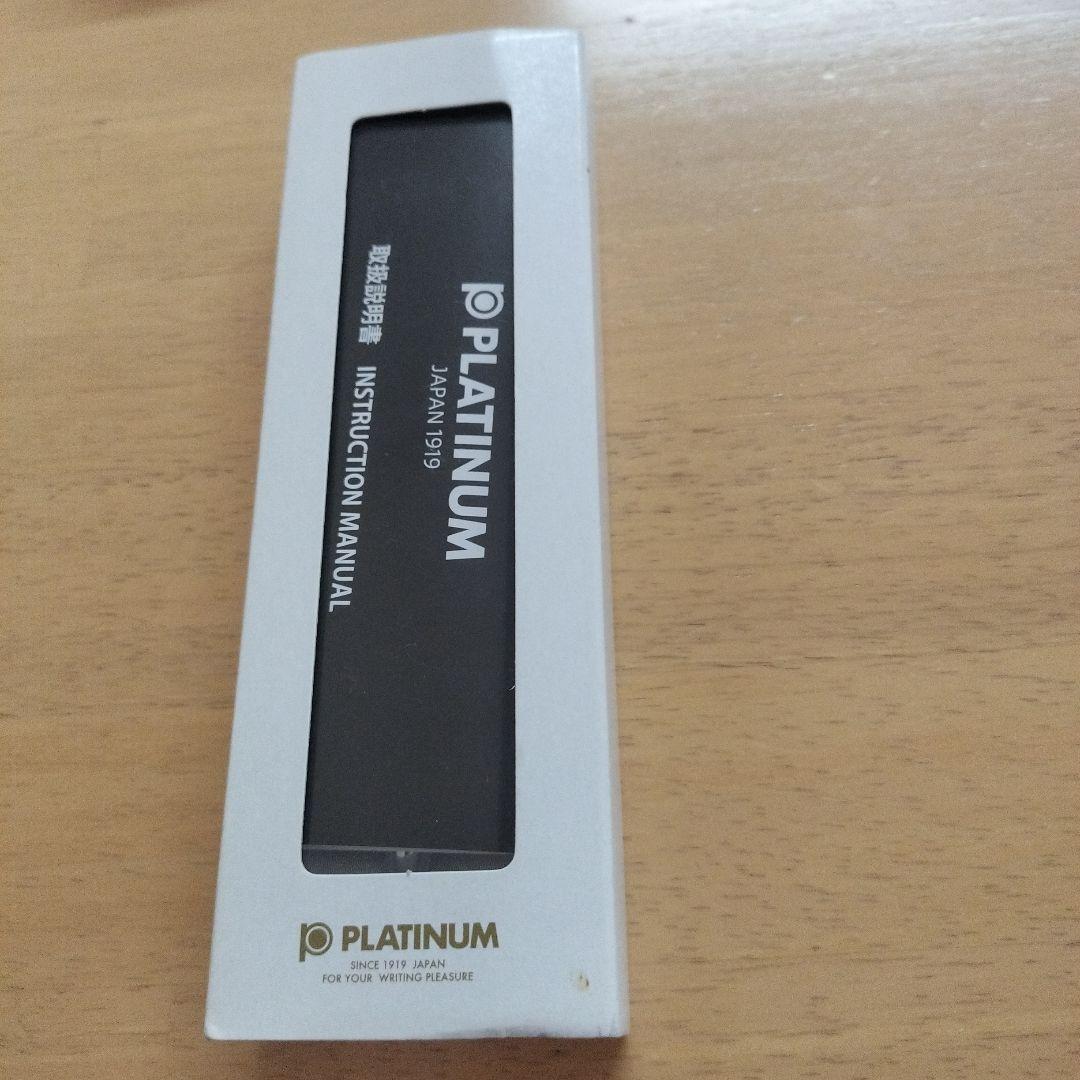 PLATINUM
JAPAN 1919
取扱説明書 INSTRUCTION MANUAL
PLATINUM
SINCE 1919 JAPAN
FOR YOUR WRITING PLEASURE